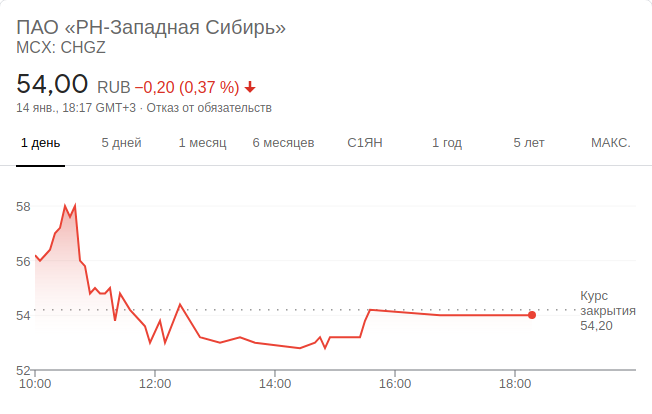 ПАО «РН-Западная Сибирь»
MCX: CHGZ
54,00 RUB −0,20 (0,37 %)
14 янв., 18:17 GMT+3 · Отказ от обязательств
1 день 5 дней 1 месяц 6 месяцев С1ЯН 1 год 5 лет МАКС.
58
56
54
52
Курс
закрытия
54,20
10:00 12:00 14:00 16:00 18:00